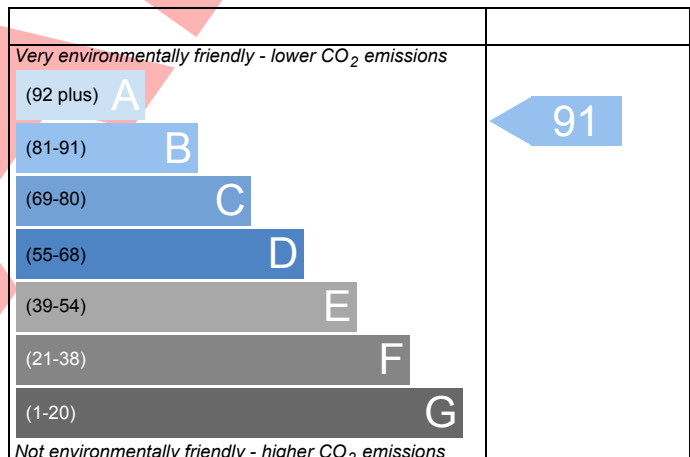 Very environmentally friendly - lower CO2 emissions
(92 plus) A
91
(81-91) B
(69-80) C
(55-68) D
(39-54) E
(21-38) F
(1-20) G
Not environmentally friendly - higher CO2 emissions